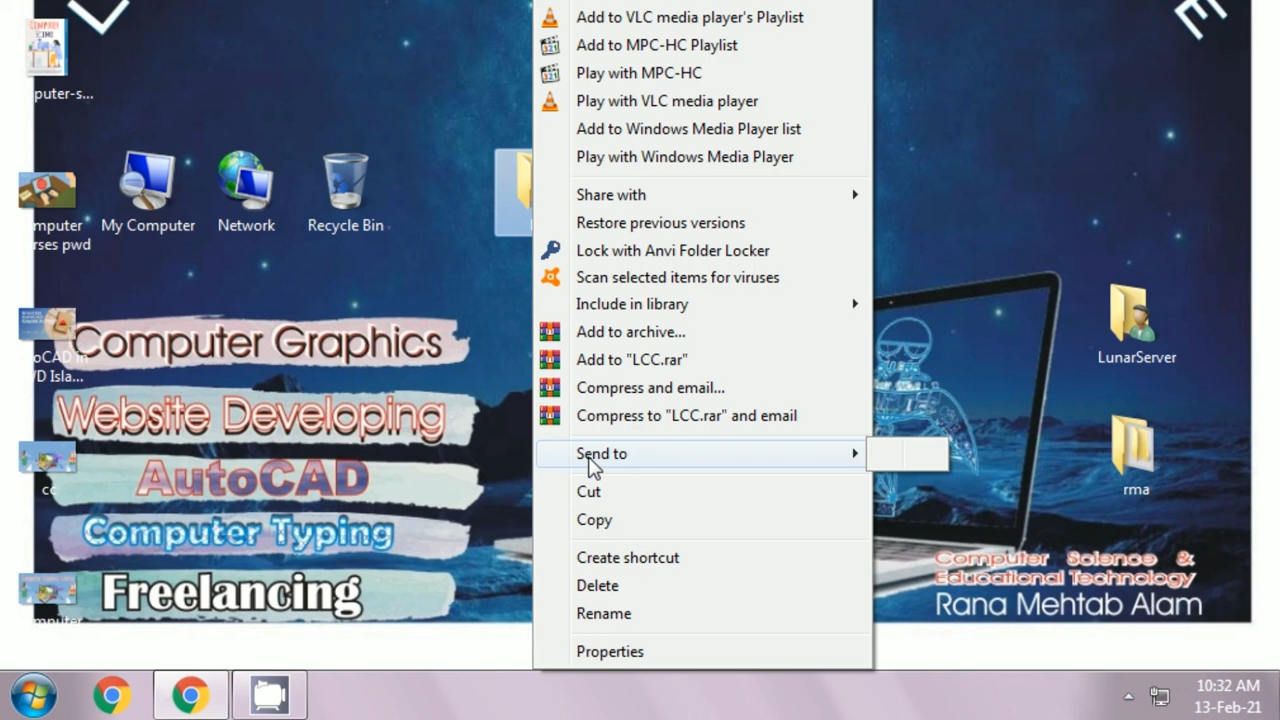 Add to VLC media player's Playlist
Add to MPC-HC Playlist
Play with MPC-HC
Play with VLC media player
Add to Windows Media Player list
Play with Windows Media Player
Share with
Restore previous versions
Lock with Anvi Folder Locker
Scan selected items for viruses
Include in library
Add to archive...
Add to "LCC.rar"
Compress and email...
Compress to "LCC.rar" and email
Send to
Cut
Copy
Create shortcut
Delete
Rename
Properties
puter-s...
My Computer
Network
Recycle Bin
mputer
rses pwd
oCAD in
D Isla...
cc
Computer Graphics
Website Developing
AutoCAD
Computer Typing
Freelancing
LunarServer
rma
Computer Science &
Educational Technology
Rana Mehtab Alam
10:32 AM
13-Feb-21